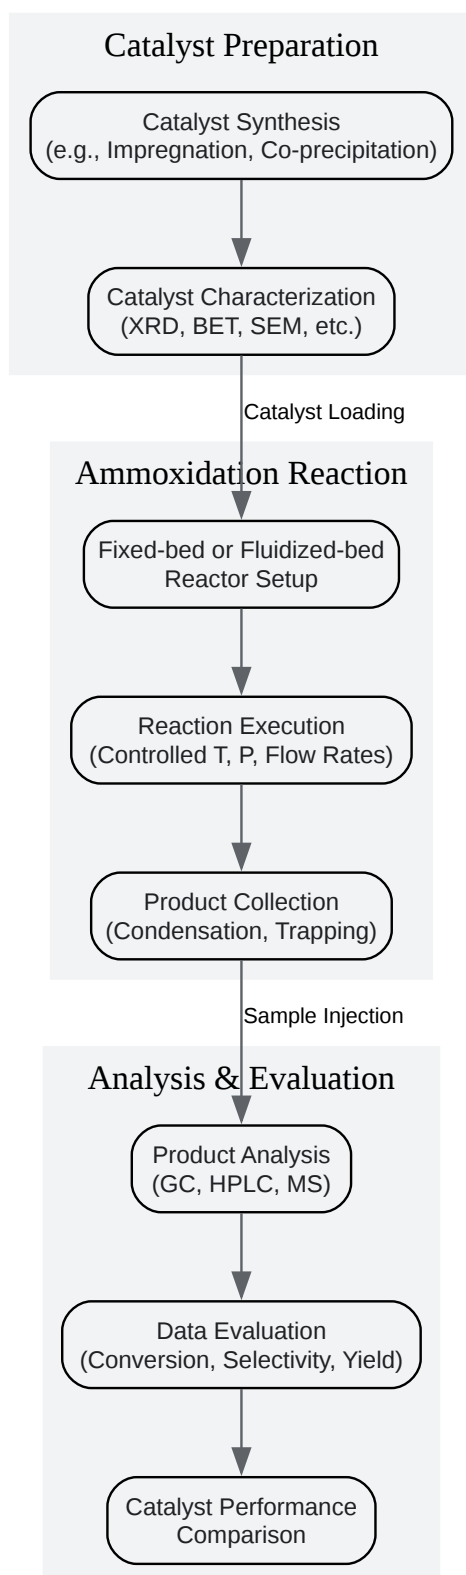 Catalyst Preparation
Catalyst Synthesis
(e.g., Impregnation, Co-precipitation)
Catalyst Characterization
(XRD, BET, SEM, etc.)
Catalyst Loading
Ammoxidation Reaction
Fixed-bed or Fluidized-bed
Reactor Setup
Reaction Execution
(Controlled T, P, Flow Rates)
Product Collection
(Condensation, Trapping)
Sample Injection
Analysis & Evaluation
Product Analysis
(GC, HPLC, MS)
Data Evaluation
(Conversion, Selectivity, Yield)
Catalyst Performance
Comparison